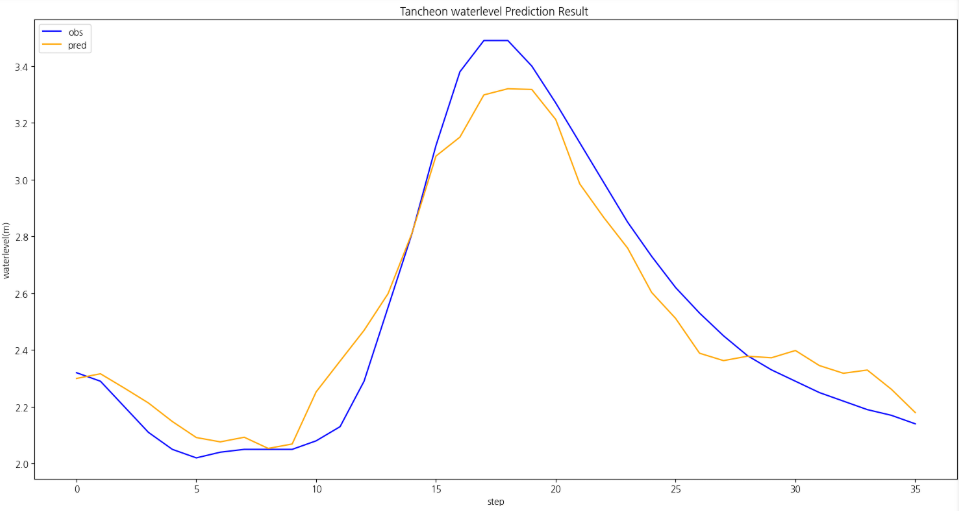 Tancheon waterlevel Prediction Result
obs
pred
3.4
3.2
3.0
2.8
2.6
2.4
2.2
2.0
waterlevel(m)
0 5 10 15 20 25 30 35
step